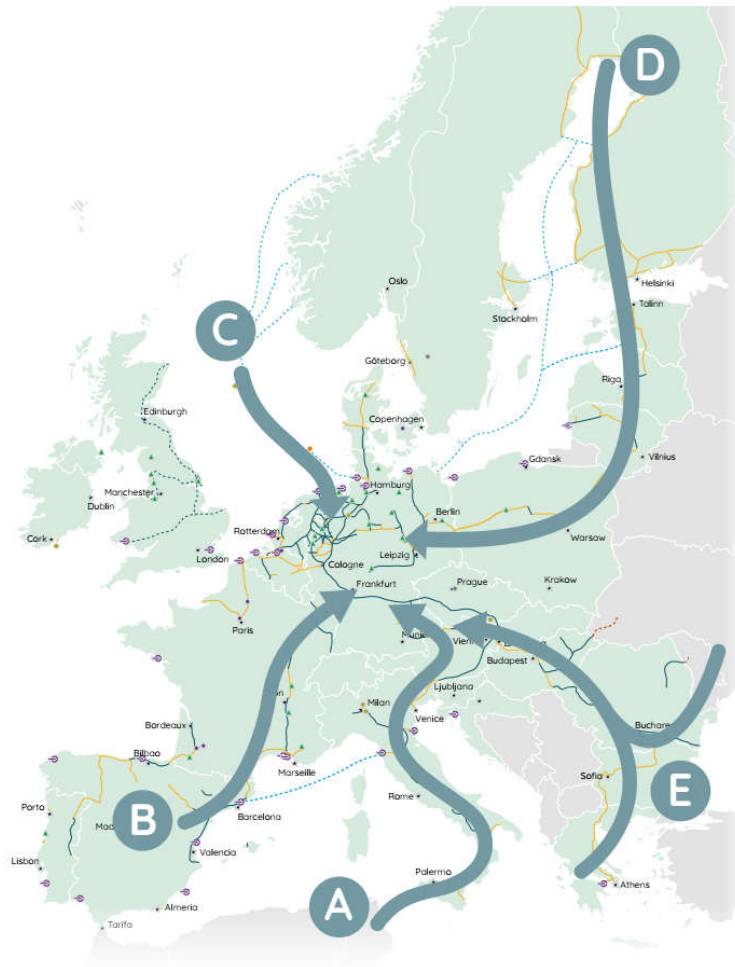 D
Oslo
Helsinki
Tallinn
Stockholm
C
Göteborg
Riga
Edinburgh
Copenhagen
Vilnius
Gdansk
Hamburg
Manchester
Dublin
Berlin
Rotterdam
Warsaw
Cork
London
Leipzig
Cologne
Frankfurt
Prague
Krakow
Paris
Budapest
Ljubljana
Milan
Venice
Bordeaux
Bilbao
Marseille
Sofia
E
Porto
B
Barcelona
Rome
Valencia
Lisbon
Palermo
Athens
A
Almeria
Tarifa